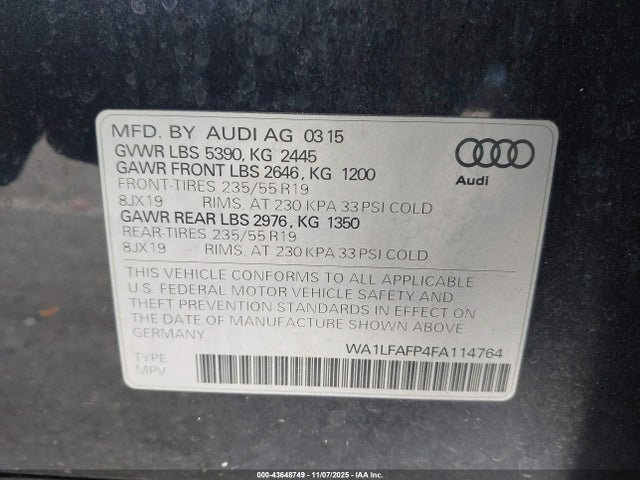 MFD. BY AUDI AG 03 15
GVWR LBS 5390, KG 2445
GAWR FRONT LBS 2646, KG 1200
FRONT-TIRES 235/55 R19
8JX19 RIMS, AT 230 KPA 33 PSI COLD
GAWR REAR LBS 2976, KG 1350
REAR-TIRES 235/55 R19
8JX19 RIMS, AT 230 KPA 33 PSI COLD
Audi
THIS VEHICLE CONFORMS TO ALL APPLICABLE
U.S. FEDERAL MOTOR VEHICLE SAFETY AND
THEFT PREVENTION STANDARDS IN EFFECT ON
THE DATE OF MANUFACTURE SHOWN ABOVE
GERMANY
WA1LFAFP4FA114764
TYPE
MPV
000-43648749 - 11/07/2025 - IAA Inc.